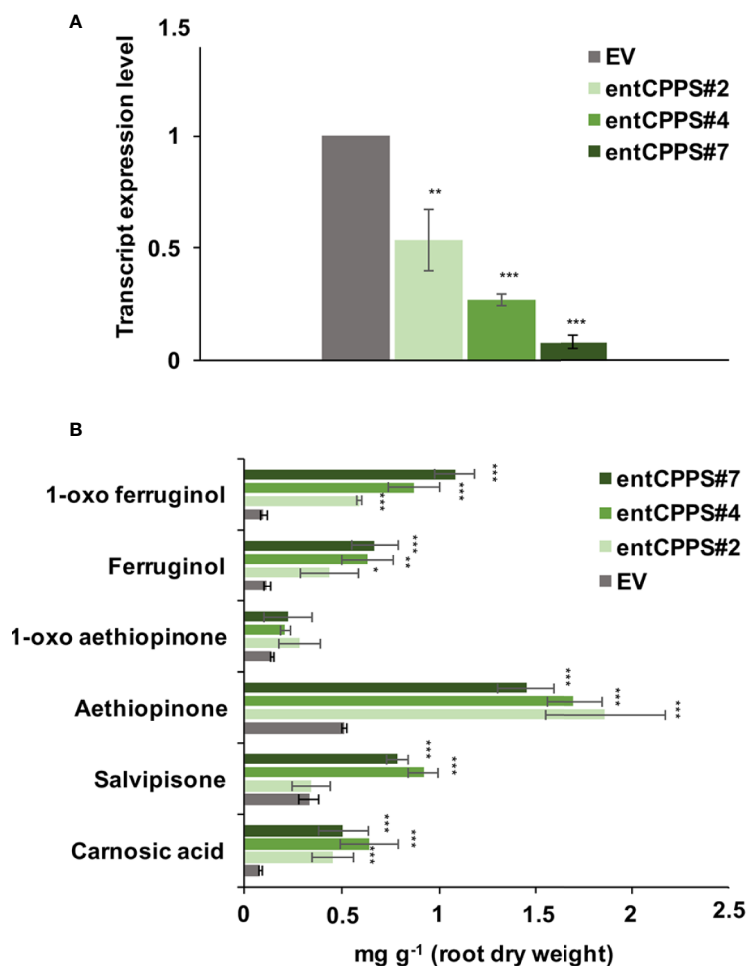 A
1.5
1
0.5
0
Transcript expression level
EV
entCPPS#2
entCPPS#4
entCPPS#7
**
***
***
B
1-oxo ferruginol
Ferruginol
1-oxo aethiopinone
Aethiopinone
Salvipisone
Carnosic acid
***
***
***
***
**
*
***
***
***
***
***
***
***
***
entCPPS#7
entCPPS#4
entCPPS#2
EV
0
0.5
1
1.5
2
2.5
mg g⁻¹ (root dry weight)